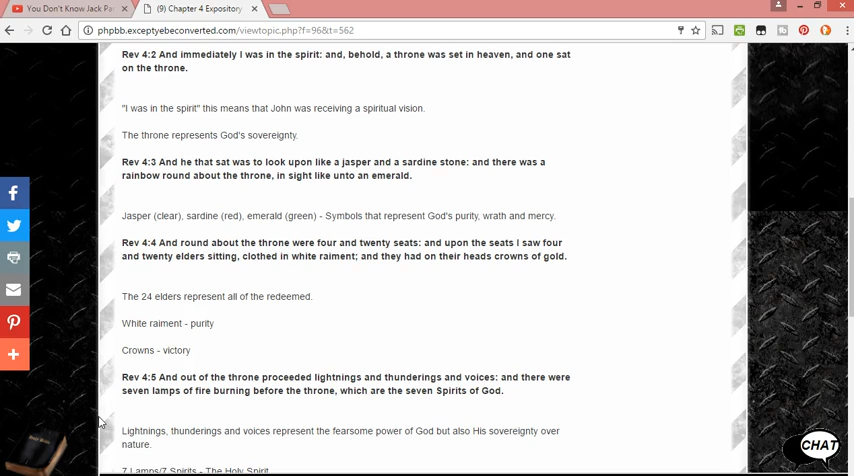 You Don't Know Jack Pa
(9) Chapter 4 Expository
phpbb.exceptyebeconverted.com/viewtopic.php?f=96&t=562
Rev 4:2 And immediately I was in the spirit: and, behold, a throne was set in heaven, and one sat
on the throne.
"I was in the spirit" this means that John was receiving a spiritual vision.
The throne represents God's sovereignty.
Rev 4:3 And he that sat was to look upon like a jasper and a sardine stone: and there was a
rainbow round about the throne, in sight like unto an emerald.
Jasper (clear), sardine (red), emerald (green) - Symbols that represent God's purity, wrath and mercy.
Rev 4:4 And round about the throne were four and twenty seats: and upon the seats I saw four
and twenty elders sitting, clothed in white raiment; and they had on their heads crowns of gold.
The 24 elders represent all of the redeemed.
White raiment - purity
Crowns - victory
Rev 4:5 And out of the throne proceeded lightnings and thunderings and voices: and there were
seven lamps of fire burning before the throne, which are the seven Spirits of God.
Lightnings, thunderings and voices represent the fearsome power of God but also His sovereignty over
nature.
7 Lamps/7 Spirits - The Holy Spirit
CHAT